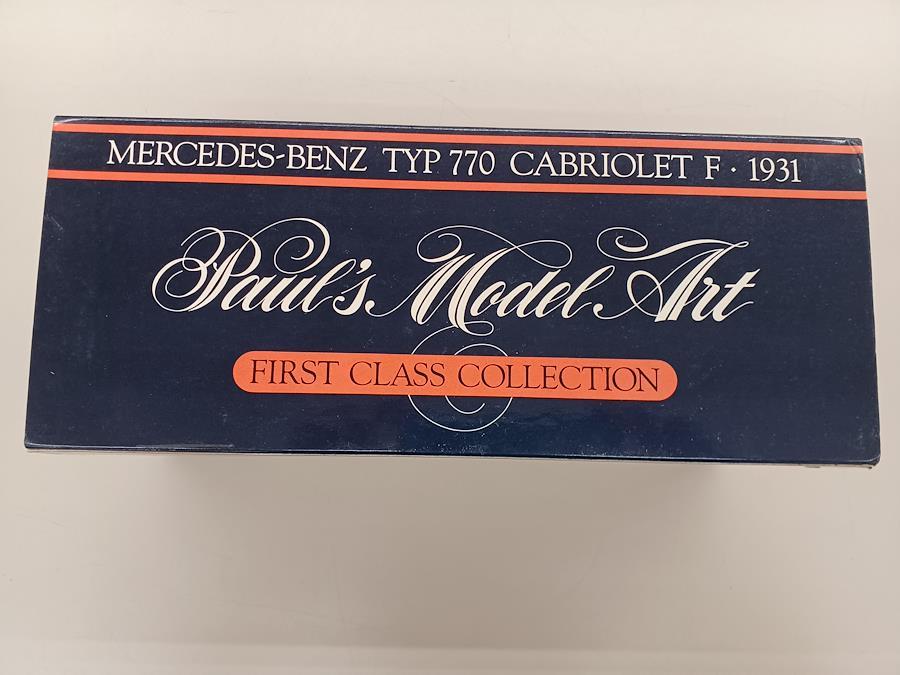 MERCEDES-BENZ TYP 770 CABRIOLET F · 1931
Paul's Model Art
FIRST CLASS COLLECTION